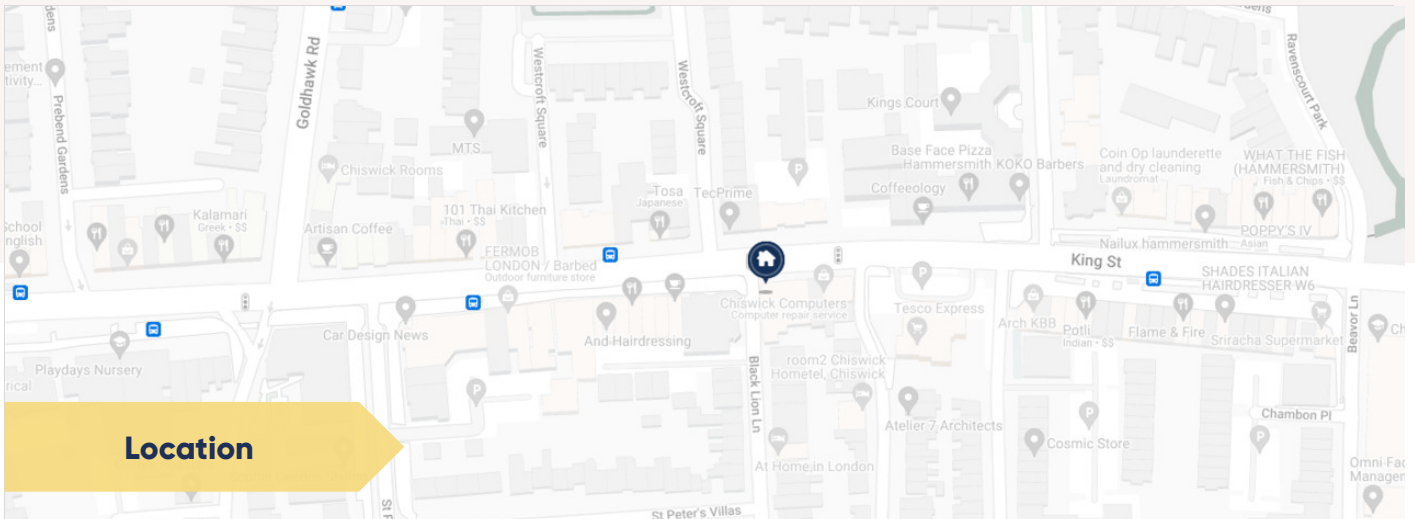 Goldhawk Rd
Prebend Gardens
Westcroft Square
Westcroft Square
Ravenscourt Park
Kings Court
MTS
Chiswick Rooms
Base Face Pizza
Hammersmith
KOKO Barbers
Coffeeology
Coin Op launderette
and dry cleaning
Laundromat
WHAT THE FISH
(HAMMERSMITH)
Fish & Chips • $$
Tosa
Japanese
TecPrime
101 Thai Kitchen
Thai • $$
Kalamari
Greek • $$
Artisan Coffee
POPPY'S IV
Asian
Nailux hammersmith
FERMOB
LONDON / Barbed
Outdoor furniture store
King St
SHADES ITALIAN
HAIRDRESSER W6
Chiswick Computers
Computer repair service
Tesco Express
Arch KBB
Potli
Indian • $$
Flame & Fire
Sriracha Supermarket
Beavor Ln
Car Design News
And Hairdressing
Playdays Nursery
room2 Chiswick
Hometel, Chiswick
Black Lion Ln
Atelier 7 Architects
Chambon Pl
Cosmic Store
Location
At Home in London
St Peter's Villas